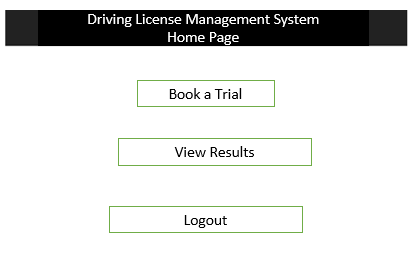 Driving License Management System
Home Page
Book a Trial
View Results
Logout